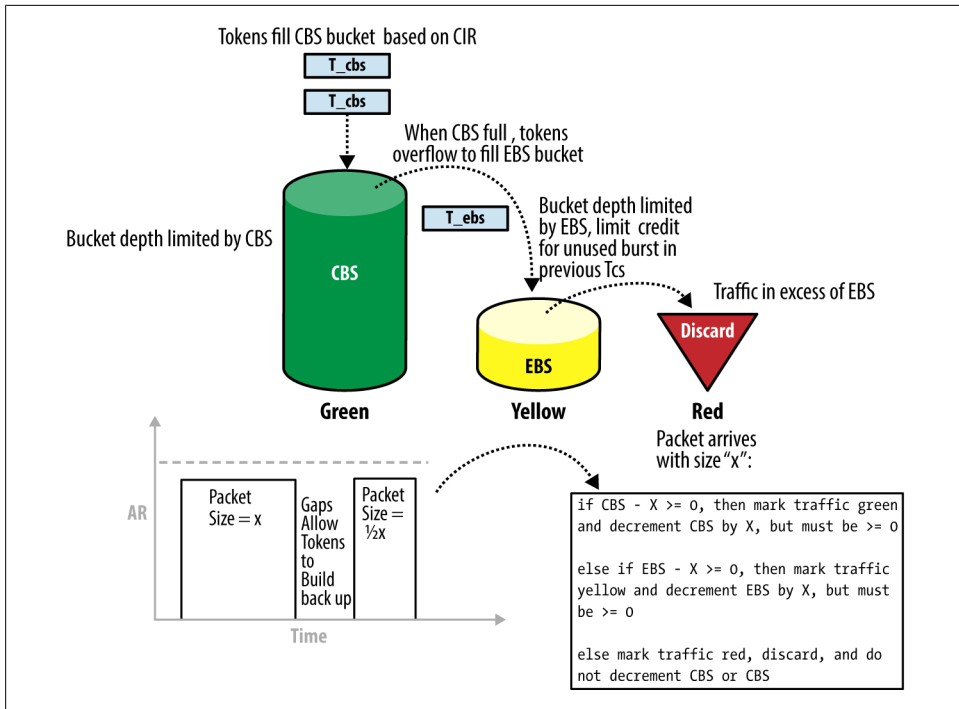 Tokens fill CBS bucket based on CIR
T_cbs
T_cbs
When CBS full , tokens
overflow to fill EBS bucket
T_ebs
Bucket depth limited
by EBS, limit credit
for unused burst in
previous Tcs
Bucket depth limited by CBS
CBS
Traffic in excess of EBS
Discard
EBS
Green
Yellow
Red
Packet arrives
with size "x":
AR
Packet
Size = x
Gaps
Allow
Tokens
to
Build
back up
Packet
Size =
½x
Time
if CBS - X >= 0, then mark traffic green
and decrement CBS by X, but must be >= 0
else if EBS - X >= 0, then mark traffic
yellow and decrement EBS by X, but must
be >= 0
else mark traffic red, discard, and do
not decrement CBS or CBS